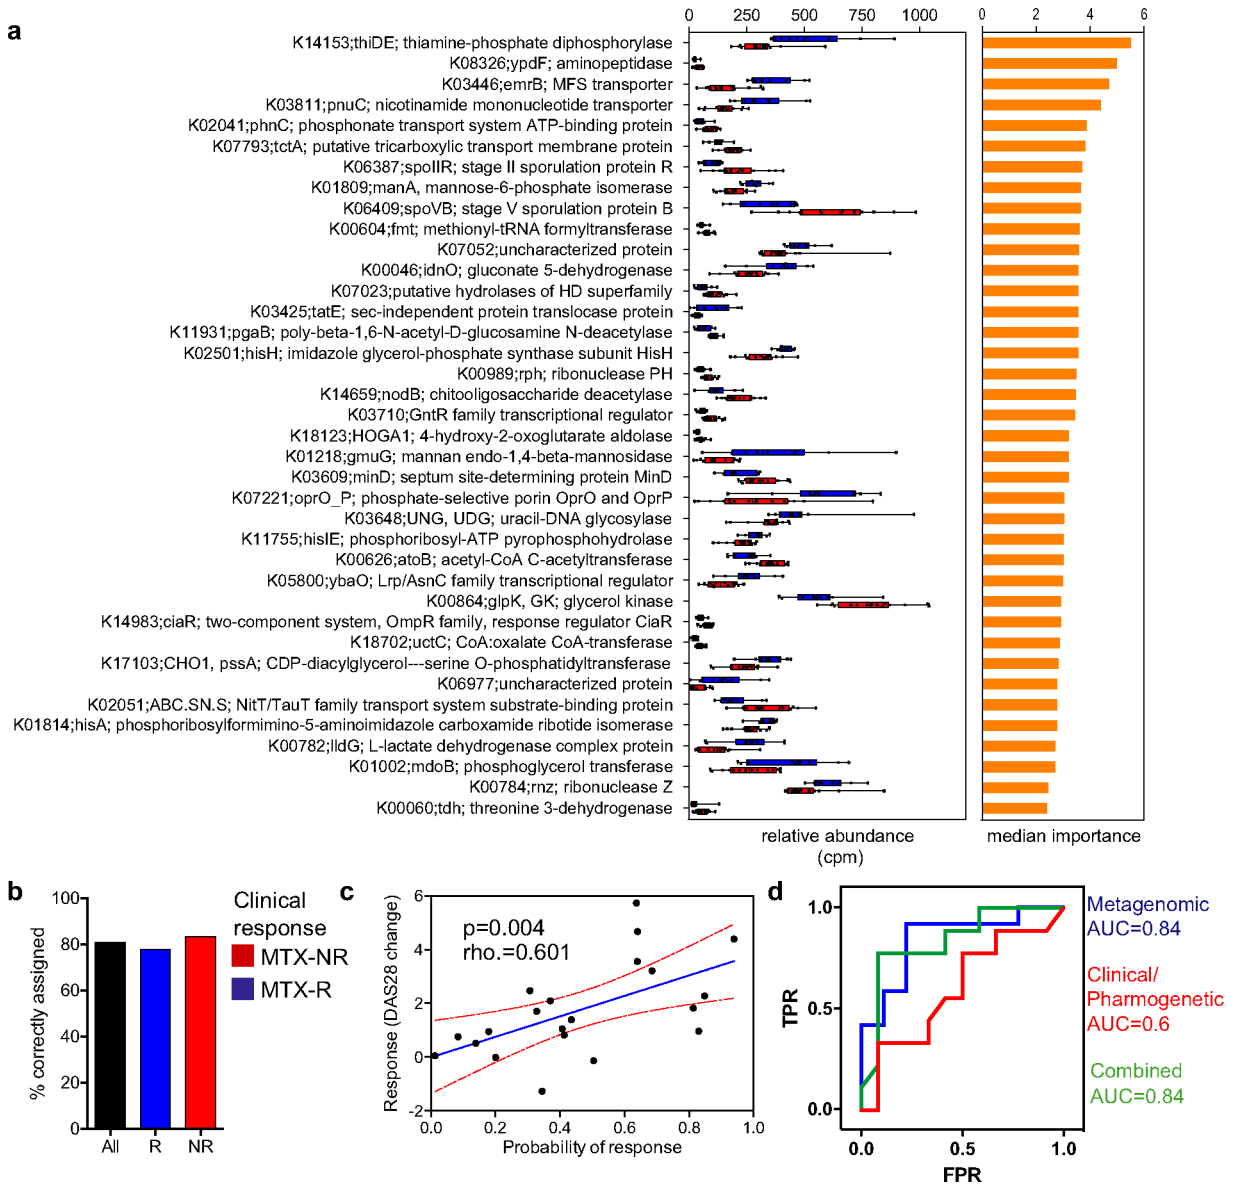 a
0 250 500 750 1000
0 2 4 6
K14153;thiDE; thiamine-phosphate diphosphorylase
K08326;ypdF; aminopeptidase
K03446;emrB; MFS transporter
K03811;pnuC; nicotinamide mononucleotide transporter
K02041;phnC; phosphonate transport system ATP-binding protein
K07793;tctA; putative tricarboxylic transport membrane protein
K06387;spoIIR; stage II sporulation protein R
K01809;manA, mannose-6-phosphate isomerase
K06409;spoVB; stage V sporulation protein B
K00604;fmt; methionyl-tRNA formyltransferase
K07052;uncharacterized protein
K00046;idnO; gluconate 5-dehydrogenase
K07023;putative hydrolases of HD superfamily
K03425;tatE; sec-independent protein translocase protein
K11931;pgaB; poly-beta-1,6-N-acetyl-D-glucosamine N-deacetylase
K02501;hisH; imidazole glycerol-phosphate synthase subunit HisH
K00989;rph; ribonuclease PH
K14659;nodB; chitooligosaccharide deacetylase
K03710;GntR family transcriptional regulator
K18123;HOGA1; 4-hydroxy-2-oxoglutarate aldolase
K01218;gmuG; mannan endo-1,4-beta-mannosidase
K03609;minD; septum site-determining protein MinD
K07221;oprO_P; phosphate-selective porin OprO and OprP
K03648;UNG, UDG; uracil-DNA glycosylase
K11755;hisIE; phosphoribosyl-ATP pyrophosphohydrolase
K00626;atoB; acetyl-CoA C-acetyltransferase
K05800;ybaO; Lrp/AsnC family transcriptional regulator
K00864;glpK, GK; glycerol kinase
K14983;ciaR; two-component system, OmpR family, response regulator CiaR
K18702;uctC; CoA:oxalate CoA-transferase
K17103;CHO1, pssA; CDP-diacylglycerol---serine O-phosphatidyltransferase
K06977;uncharacterized protein
K02051;ABC.SN.S; NitT/TauT family transport system substrate-binding protein
K01814;hisA; phosphoribosylformimino-5-aminoimidazole carboxamide ribotide isomerase
K00782;lldG; L-lactate dehydrogenase complex protein
K01002;mdoB; phosphoglycerol transferase
K00784;rnz; ribonuclease Z
K00060;tdh; threonine 3-dehydrogenase
relative abundance
(cpm)
median importance
b
% correctly assigned
100
80
60
40
20
0
All R NR
Clinical
response
MTX-NR
MTX-R
c
Response (DAS28 change)
6
4
2
0
-2
p=0.004
rho.=0.601
0.0 0.2 0.4 0.6 0.8 1.0
Probability of response
d
TPR
1.0
0.5
0.0
0.0 0.5 1.0
FPR
Metagenomic
AUC=0.84
Clinical/
Pharmogenetic
AUC=0.6
Combined
AUC=0.84